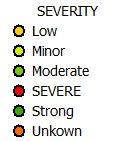 SEVERITY
Low
Minor
Moderate
SEVERE
Strong
Unkown